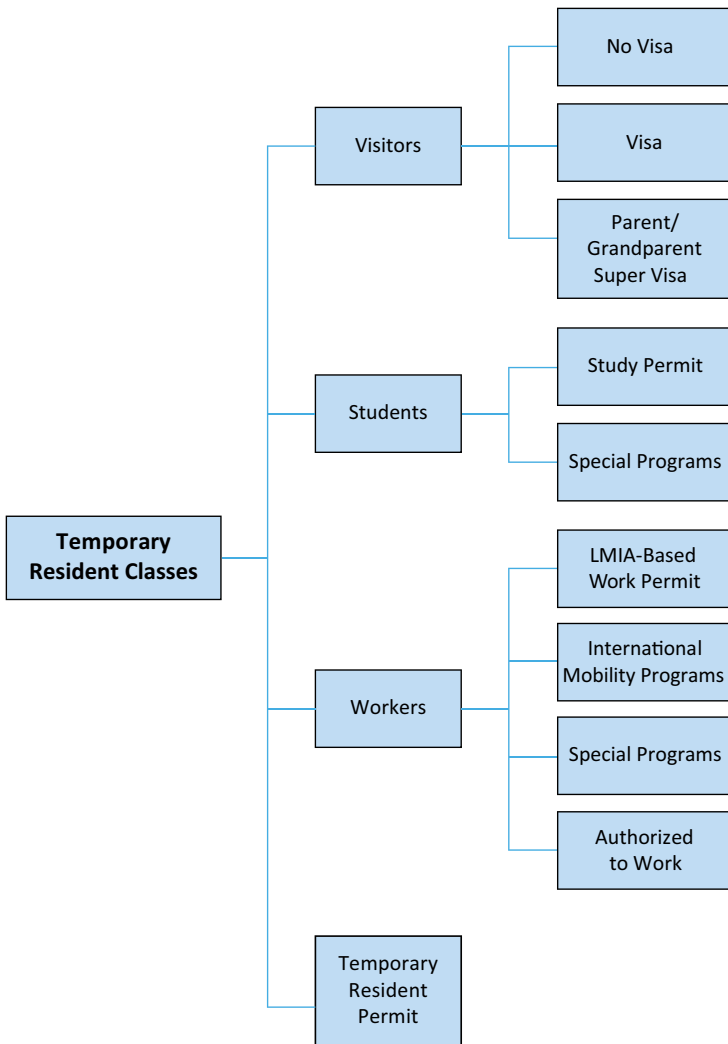 Temporary
Resident Classes
Visitors
No Visa
Visa
Parent/
Grandparent
Super Visa
Students
Study Permit
Special Programs
Workers
LMIA-Based
Work Permit
International
Mobility Programs
Special Programs
Authorized
to Work
Temporary
Resident
Permit